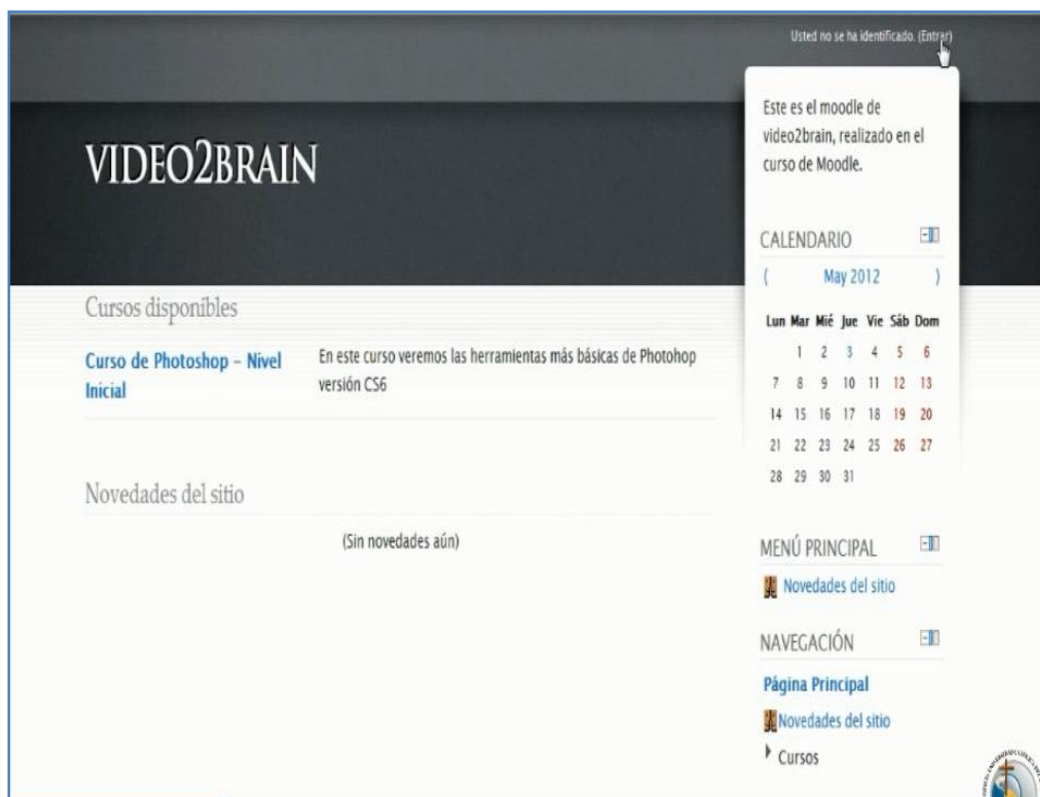 Usted no se ha identificado. (Entrar)
VIDEO2BRAIN
Cursos disponibles
Curso de Photoshop – Nivel
Inicial
En este curso veremos las herramientas más básicas de Photohop
versión CS6
Novedades del sitio
(Sin novedades aún)
Este es el moodle de
video2brain, realizado en el
curso de Moodle.
CALENDARIO
May 2012
Lun Mar Mié Jue Vie Sáb Dom
1 2 3 4 5 6
7 8 9 10 11 12 13
14 15 16 17 18 19 20
21 22 23 24 25 26 27
28 29 30 31
MENÚ PRINCIPAL
Novedades del sitio
NAVEGACIÓN
Página Principal
Novedades del sitio
Cursos